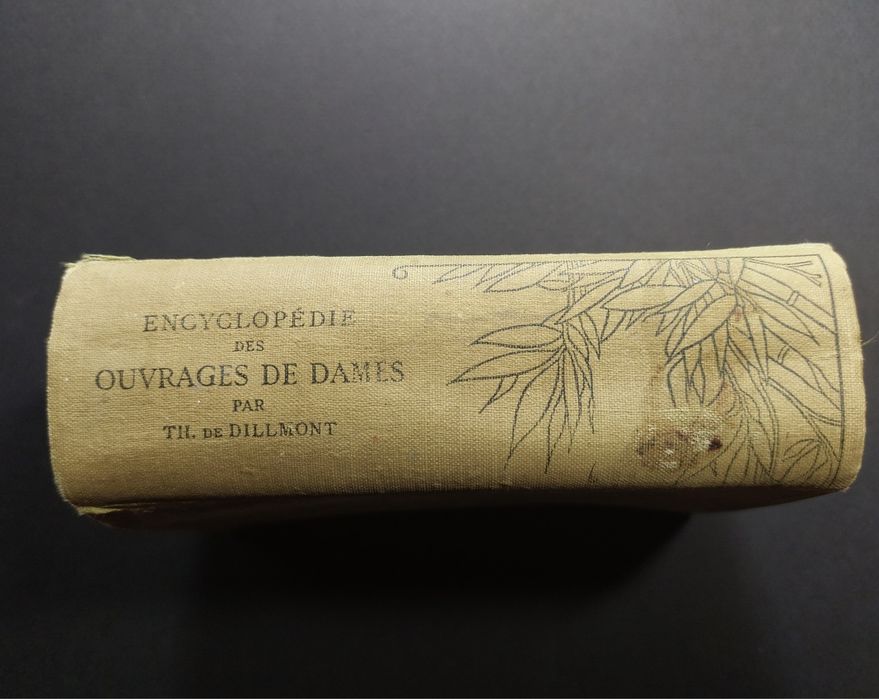 ENCYCLOPÉDIE
DES
OUVRAGES DE DAMES
PAR
TH. DE DILLMONT